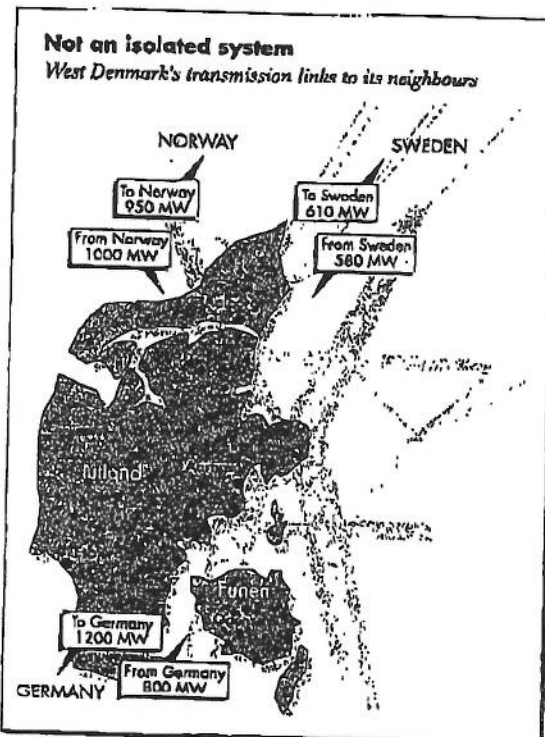 Not an isolated system
West Denmark's transmission links to its neighbours
NORWAY
SWEDEN
To Norway
950 MW
To Sweden
610 MW
From Norway
1000 MW
From Sweden
580 MW
Jutland
Funen
To Germany
1200 MW
From Germany
800 MW
GERMANY